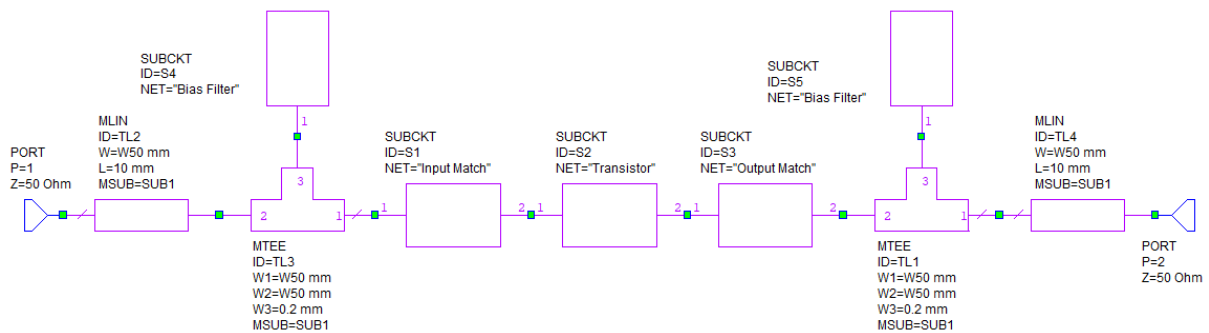 SUBCKT
ID=S4
NET="Bias Filter"
1
SUBCKT
ID=S5
NET="Bias Filter"
1
PORT
P=1
Z=50 Ohm
MLIN
ID=TL2
W=W50 mm
L=10 mm
MSUB=SUB1
3
2
1
MTEE
ID=TL3
W1=W50 mm
W2=W50 mm
W3=0.2 mm
MSUB=SUB1
SUBCKT
ID=S1
NET="Input Match"
1
2
SUBCKT
ID=S2
NET="Transistor"
1
2
SUBCKT
ID=S3
NET="Output Match"
1
2
3
2
1
MTEE
ID=TL1
W1=W50 mm
W2=W50 mm
W3=0.2 mm
MSUB=SUB1
MLIN
ID=TL4
W=W50 mm
L=10 mm
MSUB=SUB1
PORT
P=2
Z=50 Ohm